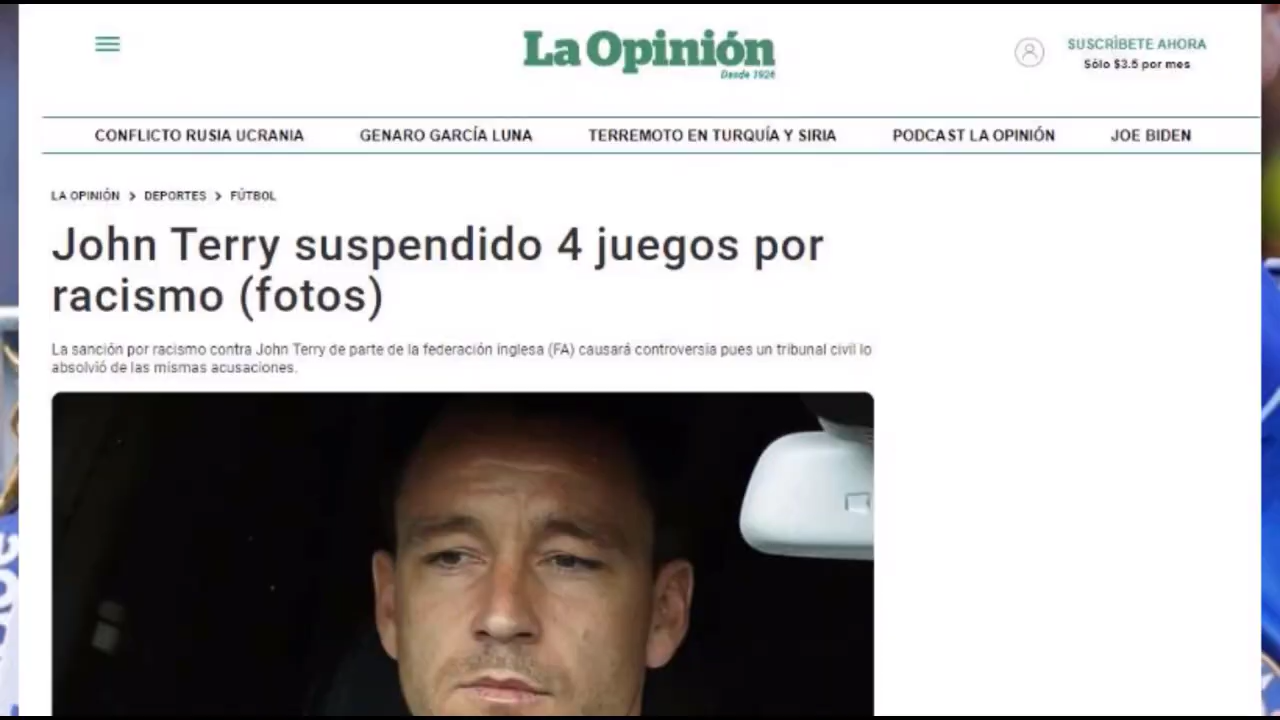 La Opinión
Desde 1926
SUSCRÍBETE AHORA
Sólo $3.5 por mes
CONFLICTO RUSIA UCRANIA GENARO GARCÍA LUNA TERREMOTO EN TURQUÍA Y SIRIA PODCAST LA OPINIÓN JOE BIDEN
LA OPINIÓN > DEPORTES > FÚTBOL
John Terry suspendido 4 juegos por
racismo (fotos)
La sanción por racismo contra John Terry de parte de la federación inglesa (FA) causará controversia pues un tribunal civil lo
absolvió de las mismas acusaciones.